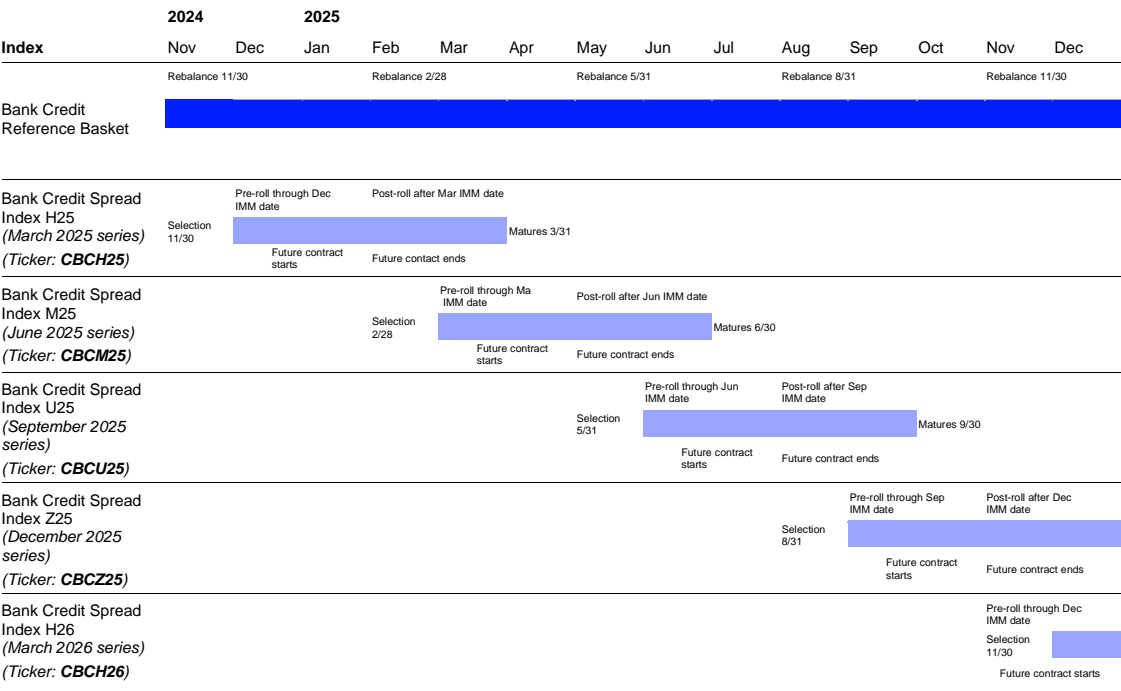 2024 2025
Index Nov Dec Jan Feb Mar Apr May Jun Jul Aug Sep Oct Nov Dec
Rebalance 11/30 Rebalance 2/28 Rebalance 5/31 Rebalance 8/31 Rebalance 11/30
Bank Credit
Reference Basket
Bank Credit Spread
Index H25
(March 2025 series)
(Ticker: CBCH25)
Pre-roll through Dec
IMM date
Post-roll after Mar IMM date
Selection
11/30
Matures 3/31
Future contract
starts
Future contact ends
Bank Credit Spread
Index M25
(June 2025 series)
(Ticker: CBCM25)
Pre-roll through Ma
IMM date
Post-roll after Jun IMM date
Selection
2/28
Matures 6/30
Future contract
starts
Future contract ends
Bank Credit Spread
Index U25
(September 2025
series)
(Ticker: CBCU25)
Pre-roll through Jun
IMM date
Post-roll after Sep
IMM date
Selection
5/31
Matures 9/30
Future contract
starts
Future contract ends
Bank Credit Spread
Index Z25
(December 2025
series)
(Ticker: CBCZ25)
Pre-roll through Sep
IMM date
Post-roll after Dec
IMM date
Selection
8/31
Future contract
starts
Future contract ends
Bank Credit Spread
Index H26
(March 2026 series)
(Ticker: CBCH26)
Pre-roll through Dec
IMM date
Selection
11/30
Future contract starts